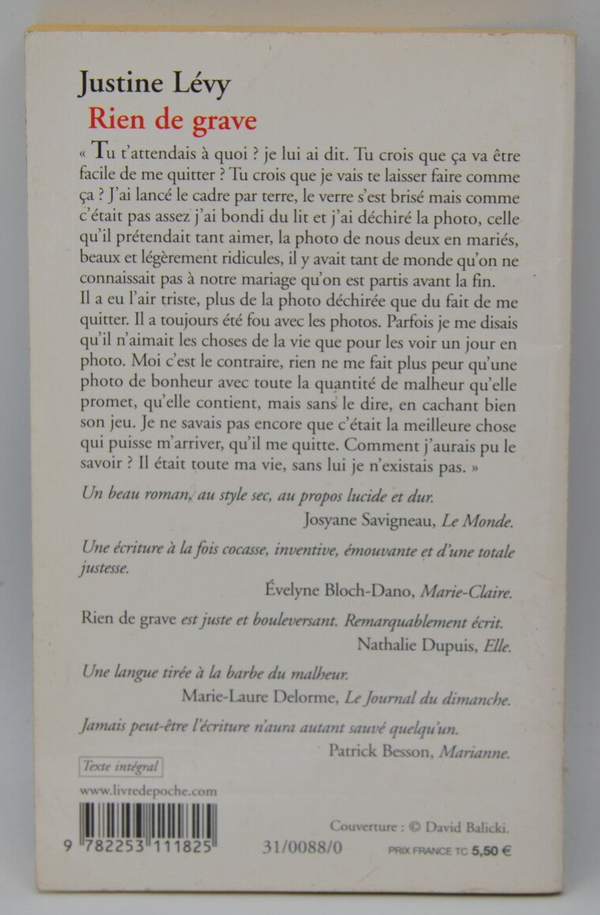 Justine Lévy
Rien de grave
« Tu t'attendais à quoi ? je lui ai dit. Tu crois que ça va être
facile de me quitter ? Tu crois que je vais te laisser faire comme
ça ? J'ai lancé le cadre par terre, le verre s'est brisé mais comme
c'était pas assez j'ai bondi du lit et j'ai déchiré la photo, celle
qu'il prétendait tant aimer, la photo de nous deux en mariés,
beaux et légèrement ridicules, il y avait tant de monde qu'on ne
connaissait pas à notre mariage qu'on est partis avant la fin.
Il a eu l'air triste, plus de la photo déchirée que du fait de me
quitter. Il a toujours été fou avec les photos. Parfois je me disais
qu'il n'aimait les choses de la vie que pour les voir un jour en
photo. Moi c'est le contraire, rien ne me fait plus peur qu'une
photo de bonheur avec toute la quantité de malheur qu'elle
promet, qu'elle contient, mais sans le dire, en cachant bien
son jeu. Je ne savais pas encore que c'était la meilleure chose
qui puisse m'arriver, qu'il me quitte. Comment j'aurais pu le
savoir ? Il était toute ma vie, sans lui je n'existais pas. »
Un beau roman, au style sec, au propos lucide et dur.
Josyane Savigneau, Le Monde.
Une écriture à la fois cocasse, inventive, émouvante et d'une totale
justesse.
Évelyne Bloch-Dano, Marie-Claire.
Rien de grave est juste et bouleversant. Remarquablement écrit.
Nathalie Dupuis, Elle.
Une langue tirée à la barbe du malheur.
Marie-Laure Delorme, Le Journal du dimanche.
Jamais peut-être l'écriture n'aura autant sauvé quelqu'un.
Patrick Besson, Marianne.
Texte intégral
www.livredepoche.com
Couverture : © David Balicki.
9 782253 111825
31/0088/0
PRIX FRANCE TC 5,50 €